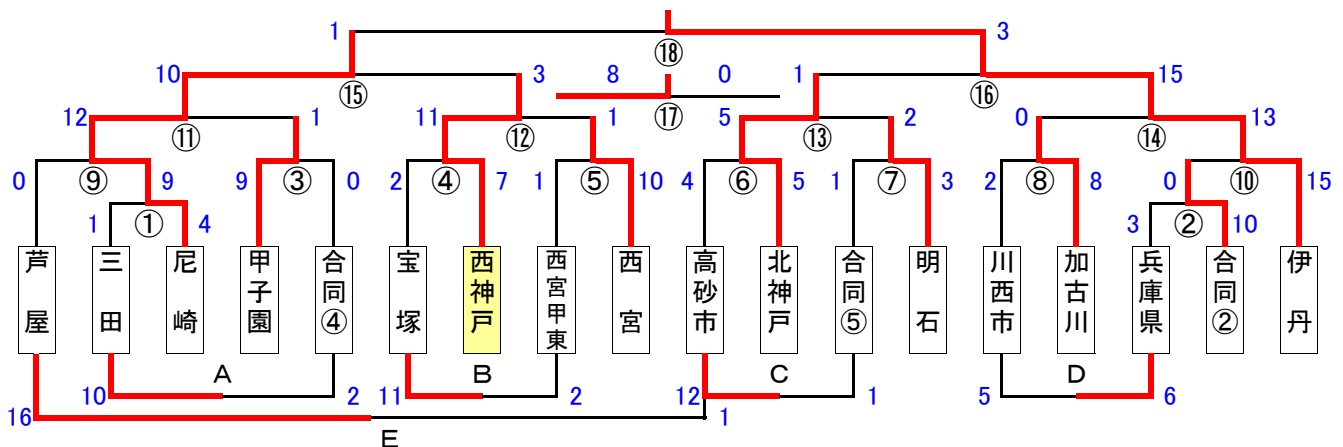 1 ⑱ 3
10 ⑮ 3 8 ⑰ 0 1 ⑯ 15
12 ⑪ 1 11 ⑫ 1 5 ⑬ 2 0 ⑭ 13
0 ⑨ 9 9 ③ 0 2 ④ 7 1 ⑤ 10 4 ⑥ 5 1 ⑦ 3 2 ⑧ 8 0 ⑩ 15
1 ① 4 3 ② 10
芦屋
三田
尼崎
甲子園
合同④
宝塚
西神戸
西宮甲東
西宮
高砂市
北神戸
合同⑤
明石
川西市
加古川
兵庫県
合同②
伊丹
A B C D
10 2 11 2 12 1 5 6
16 1
E